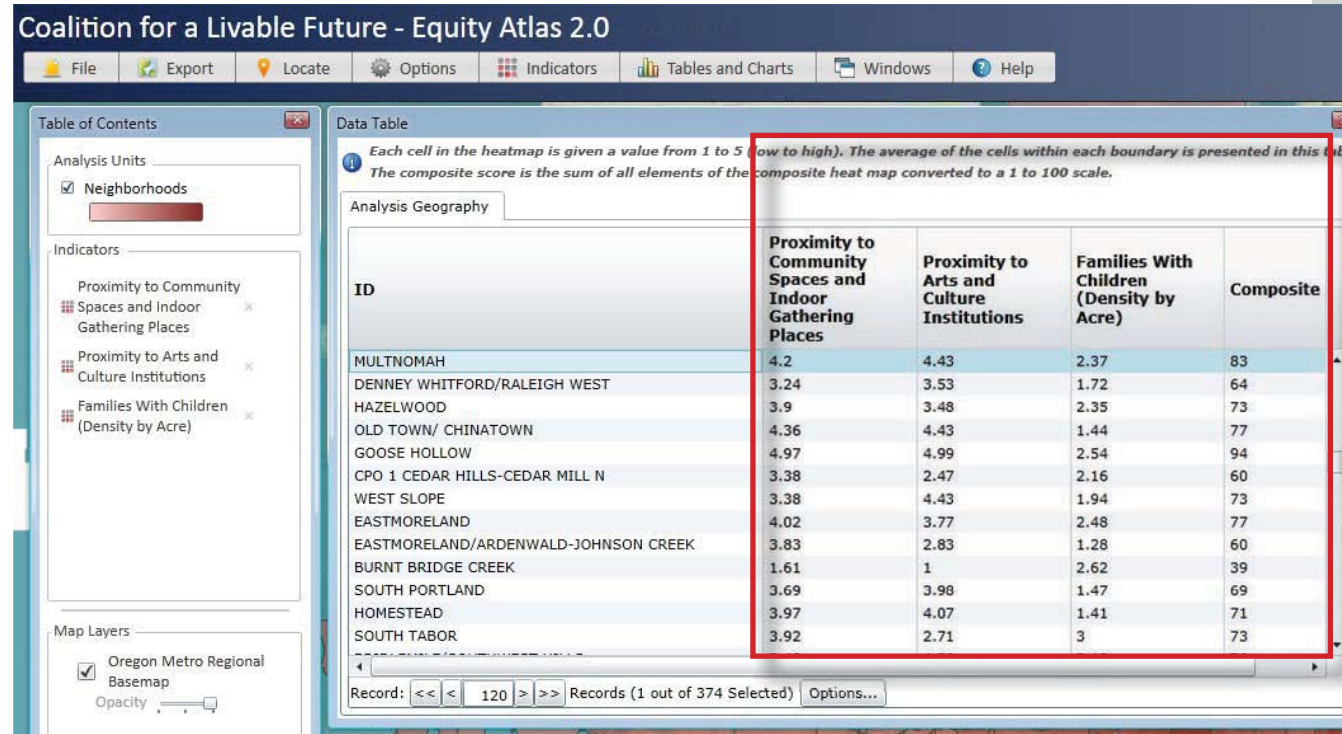 Coalition for a Livable Future - Equity Atlas 2.0
File Export Locate Options Indicators Tables and Charts Windows Help
Table of Contents
Analysis Units
Neighborhoods
Indicators
Proximity to Community
Spaces and Indoor
Gathering Places
Proximity to Arts and
Culture Institutions
Families With Children
(Density by Acre)
Map Layers
Oregon Metro Regional
Basemap
Opacity
Data Table
Each cell in the heatmap is given a value from 1 to 5 (low to high). The average of the cells within each boundary is presented in this tab
The composite score is the sum of all elements of the composite heat map converted to a 1 to 100 scale.
Analysis Geography
ID
Proximity to
Community
Spaces and
Indoor
Gathering
Places
Proximity to
Arts and
Culture
Institutions
Families With
Children
(Density by
Acre)
Composite
MULTNOMAH 4.2 4.43 2.37 83
DENNEY WHITFORD/RALEIGH WEST 3.24 3.53 1.72 64
HAZELWOOD 3.9 3.48 2.35 73
OLD TOWN/ CHINATOWN 4.36 4.43 1.44 77
GOOSE HOLLOW 4.97 4.99 2.54 94
CPO 1 CEDAR HILLS-CEDAR MILL N 3.38 2.47 2.16 60
WEST SLOPE 3.38 4.43 1.94 73
EASTMORELAND 4.02 3.77 2.48 77
EASTMORELAND/ARDENWALD-JOHNSON CREEK 3.83 2.83 1.28 60
BURNT BRIDGE CREEK 1.61 1 2.62 39
SOUTH PORTLAND 3.69 3.98 1.47 69
HOMESTEAD 3.97 4.07 1.41 71
SOUTH TABOR 3.92 2.71 3 73
Record: << < 120 > >> Records (1 out of 374 Selected) Options...